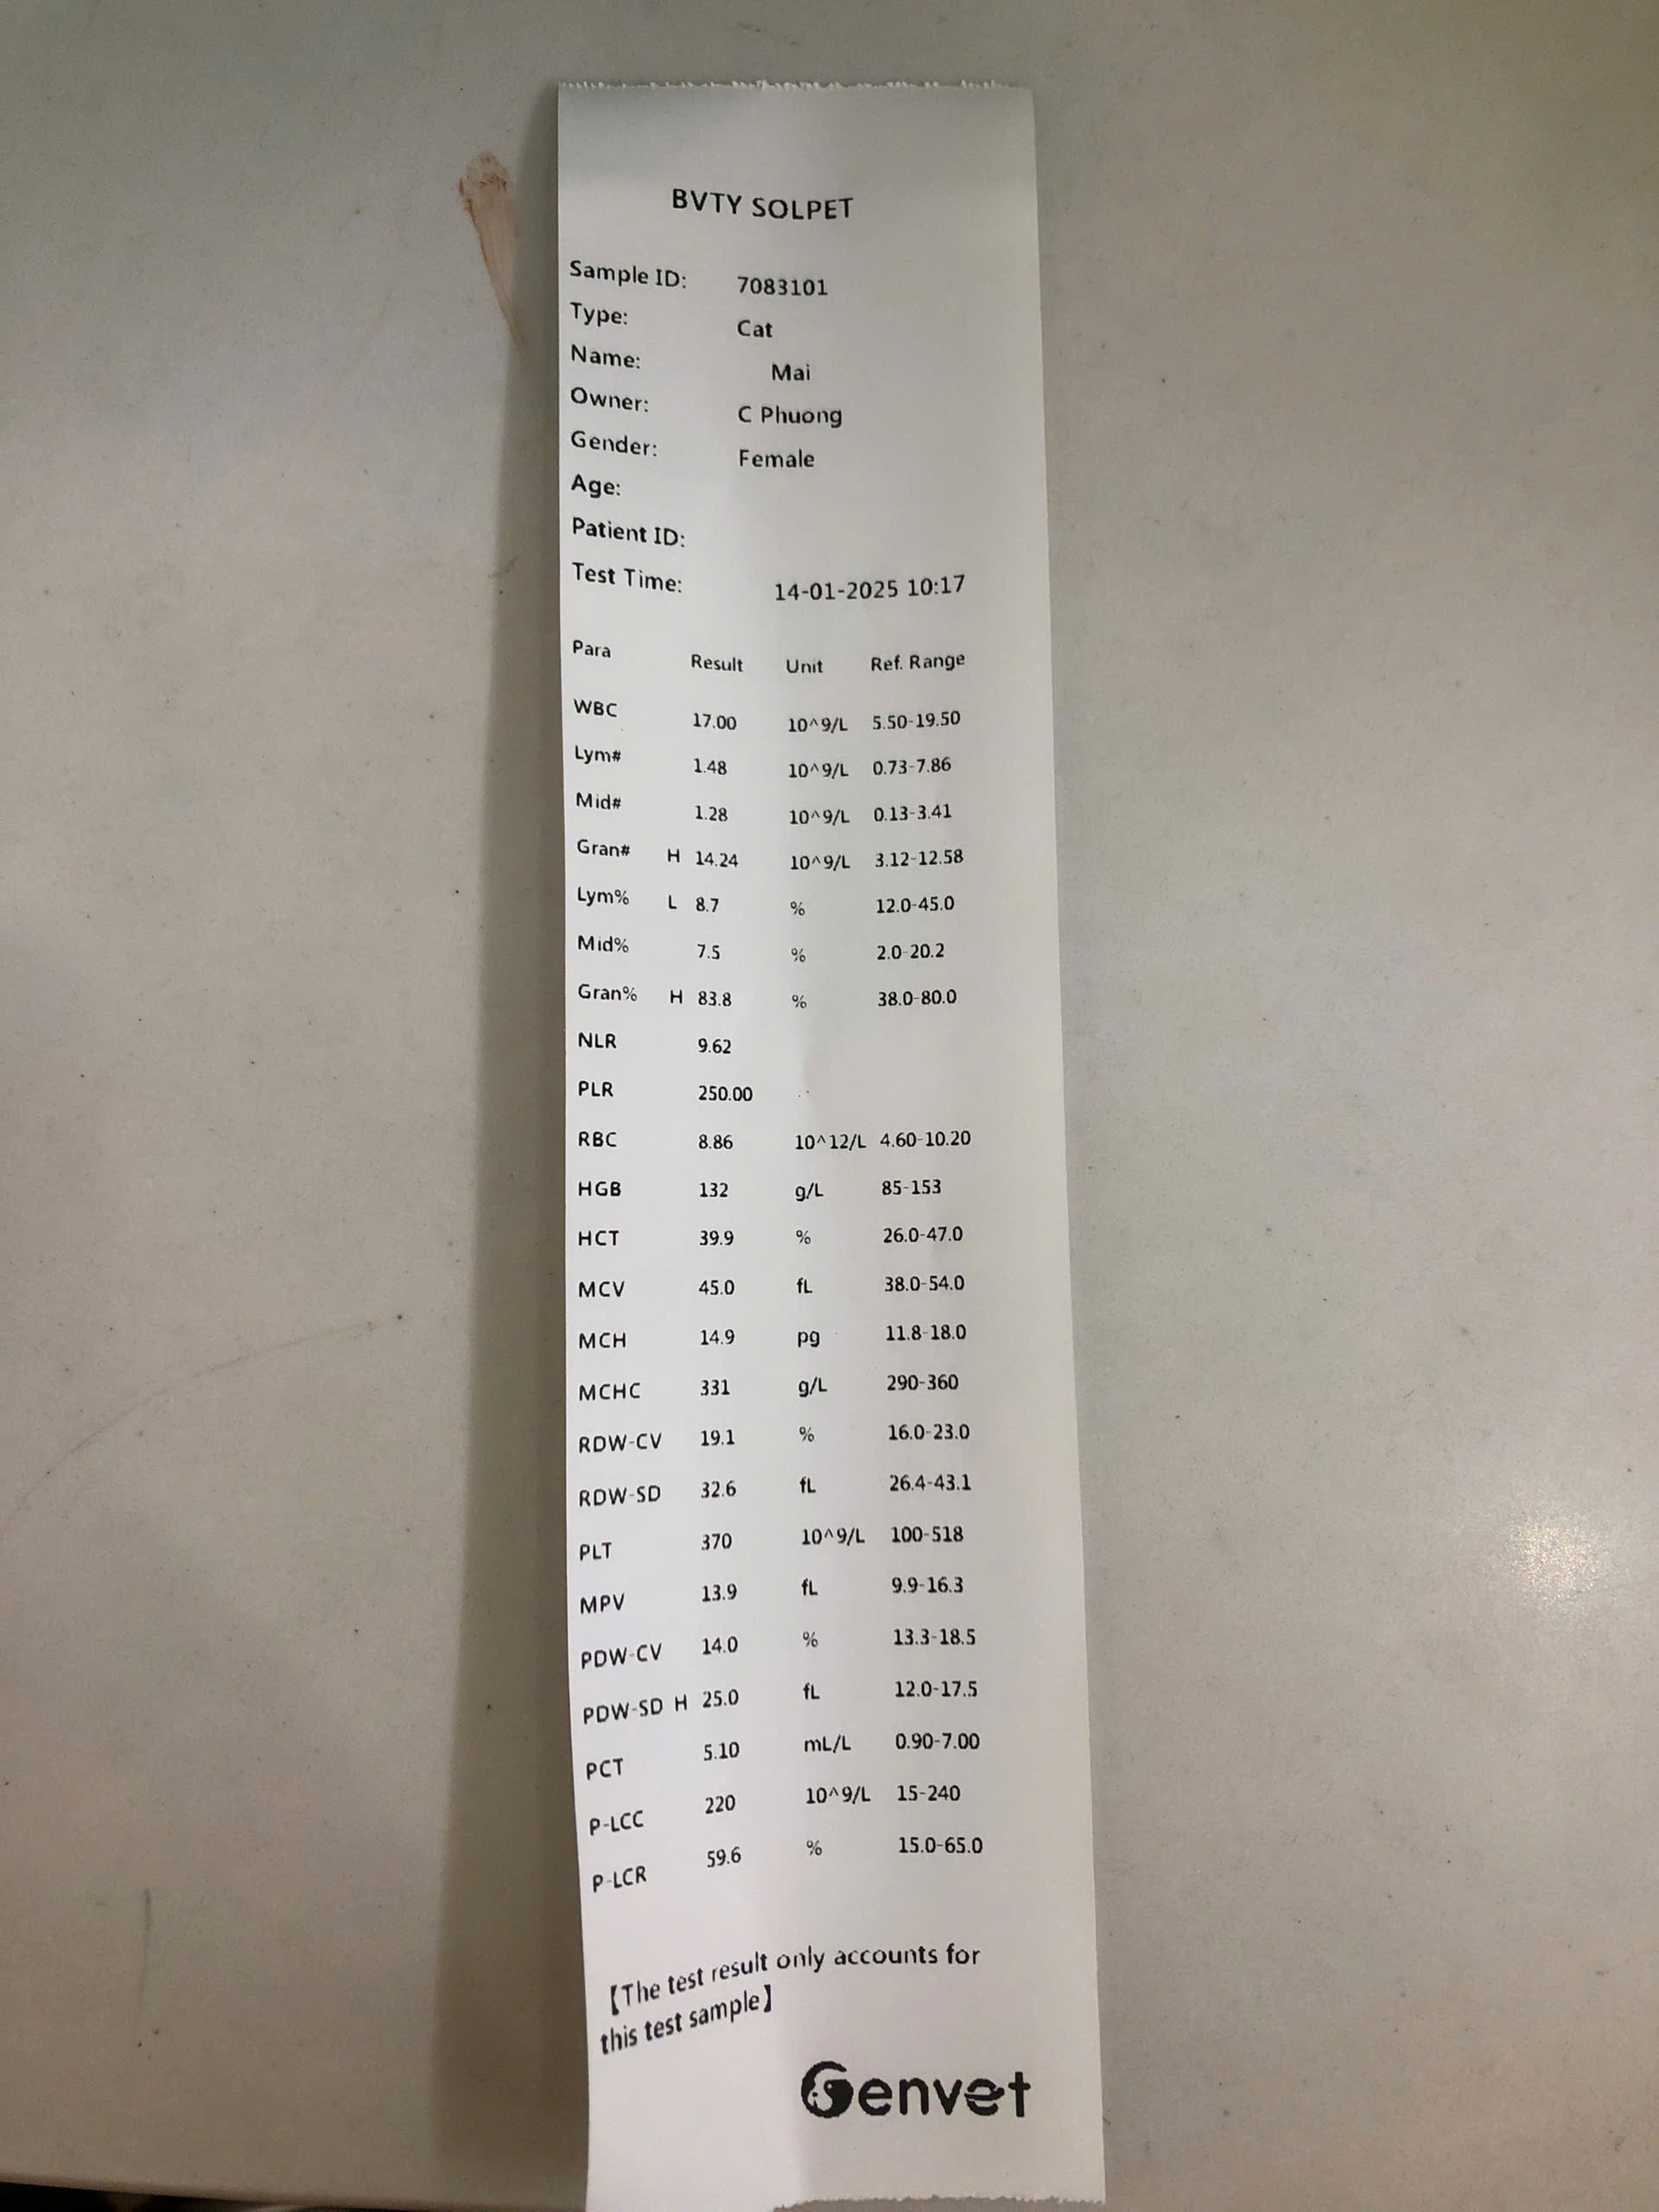 BVTY SOLPET
Sample ID: 7083101
Type: Cat
Name: Mai
Owner: C Phuong
Gender: Female
Age:
Patient ID:
Test Time: 14-01-2025 10:17
Para Result Unit Ref. Range
WBC 17.00 10^9/L 5.50-19.50
Lym# 1.48 10^9/L 0.73-7.86
Mid# 1.28 10^9/L 0.13-3.41
Gran# H 14.24 10^9/L 3.12-12.58
Lym% L 8.7 % 12.0-45.0
Mid% 7.5 % 2.0-20.2
Gran% H 83.8 % 38.0-80.0
NLR 9.62
PLR 250.00
RBC 8.86 10^12/L 4.60-10.20
HGB 132 g/L 85-153
HCT 39.9 % 26.0-47.0
MCV 45.0 fL 38.0-54.0
MCH 14.9 pg 11.8-18.0
MCHC 331 g/L 290-360
RDW-CV 19.1 % 16.0-23.0
RDW-SD 32.6 fL 26.4-43.1
PLT 370 10^9/L 100-518
MPV 13.9 fL 9.9-16.3
PDW-CV 14.0 % 13.3-18.5
PDW-SD H 25.0 fL 12.0-17.5
PCT 5.10 mL/L 0.90-7.00
P-LCC 220 10^9/L 15-240
P-LCR 59.6 % 15.0-65.0
【The test result only accounts for
this test sample】
Genvet